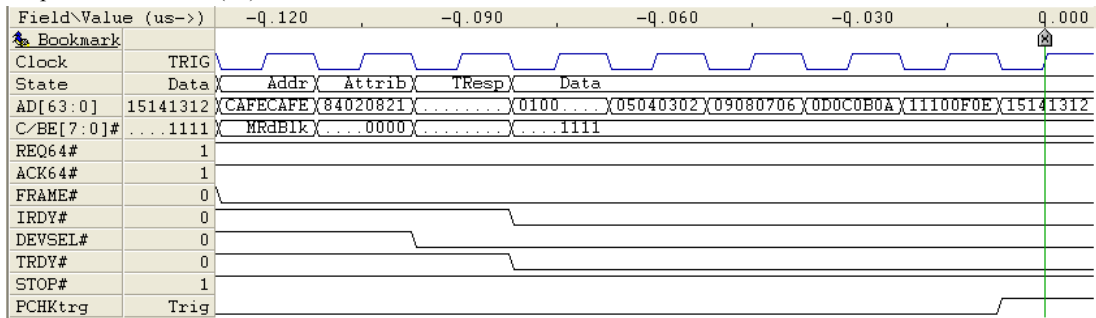 Field\Value (us->) -0.120 -0.090 -0.060 -0.030 0.000
Bookmark
Clock TRIG
State Data Addr Attrib TResp Data
AD[63:0] 15141312 CAFECAFE 84020821 ........ 0100.... 05040302 09080706 0D0C0B0A 11100F0E 15141312
C/BE[7:0]# ....1111 MRdBlk ....0000 ........ ....1111
REQ64# 1
ACK64# 1
FRAME# 0
IRDY# 0
DEVSEL# 0
TRDY# 0
STOP# 1
PCHKtrg Trig